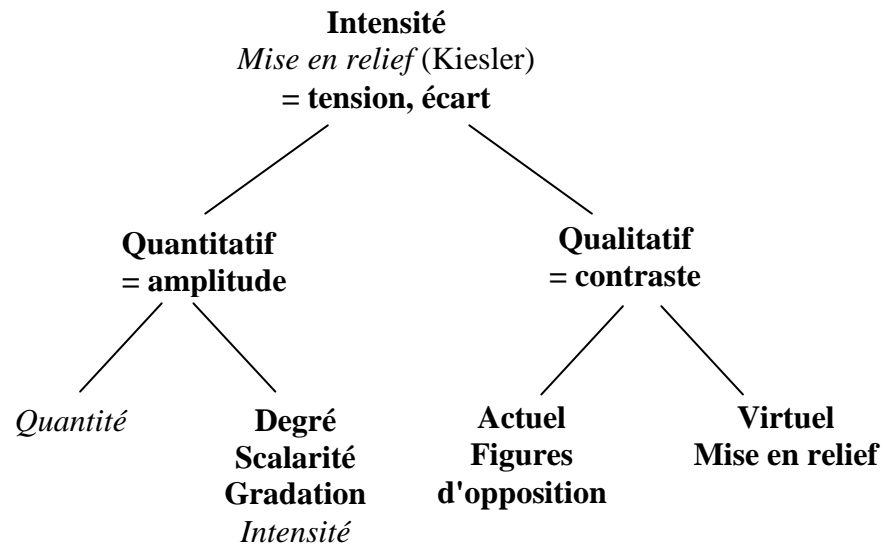 Intensité
Mise en relief (Kiesler)
= tension, écart
Quantitatif
= amplitude
Qualitatif
= contraste
Quantité
Degré
Scalarité
Gradation
Intensité
Actuel
Figures
d'opposition
Virtuel
Mise en relief